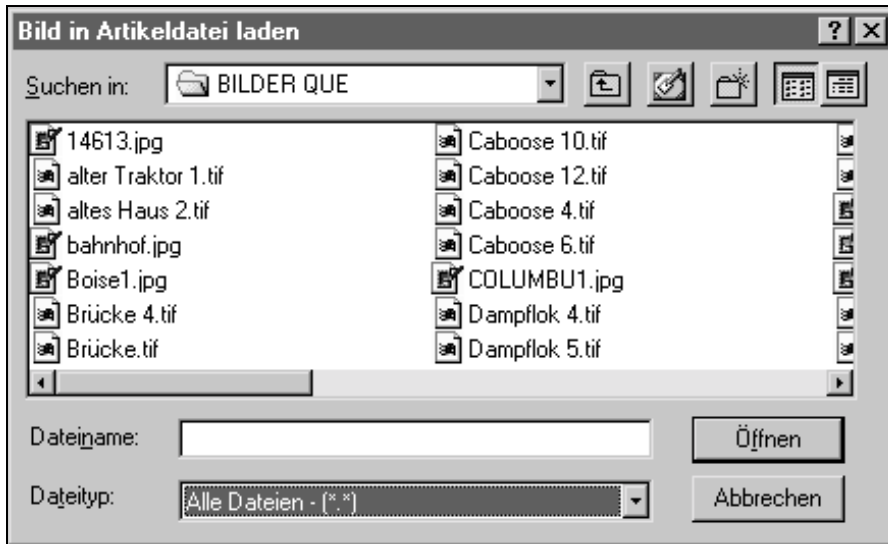 Bild in Artikeldatei laden
Suchen in: BILDER QUE
14613.jpg
alter Traktor 1.tif
altes Haus 2.tif
bahnhof.jpg
Boise1.jpg
Brücke 4.tif
Brücke.tif
Caboose 10.tif
Caboose 12.tif
Caboose 4.tif
Caboose 6.tif
COLUMBU1.jpg
Dampflok 4.tif
Dampflok 5.tif
Dateiname:
Öffnen
Dateityp: Alle Dateien - (*.*)
Abbrechen